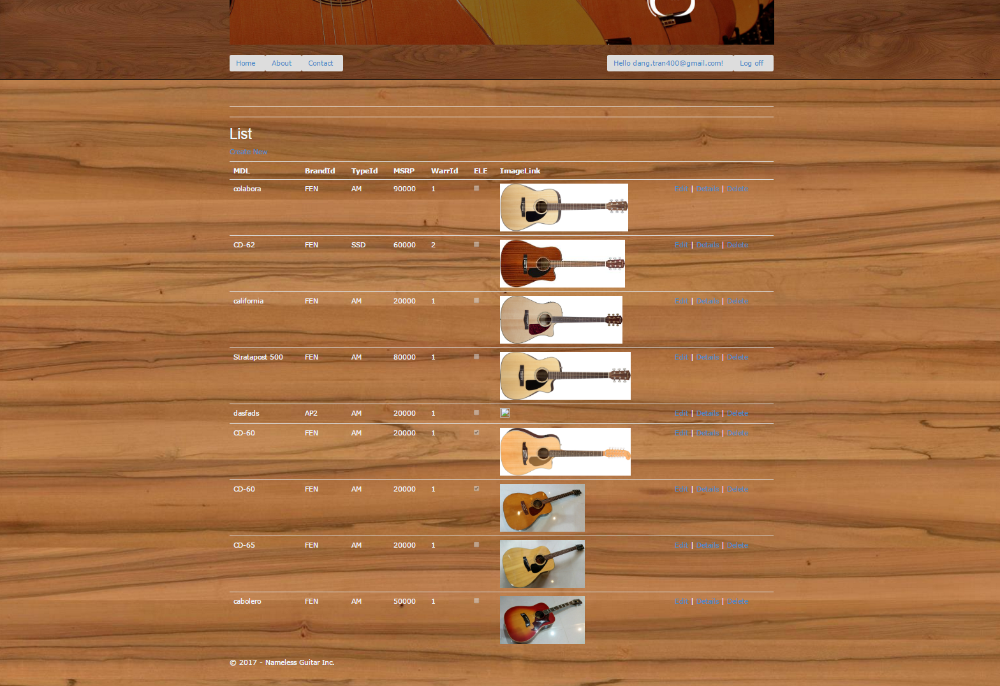 Home About Contact Hello dang.tran400@gmail.com! Log off
List
Create New
MDL BrandId TypeId MSRP WarrId ELE ImageLink
colabora FEN AM 90000 1 Edit | Details | Delete
CD-62 FEN SSD 60000 2 Edit | Details | Delete
california FEN AM 20000 1 Edit | Details | Delete
Stratapost 500 FEN AM 80000 1 Edit | Details | Delete
dasfads AP2 AM 20000 1 Edit | Details | Delete
CD-60 FEN AM 20000 1 Edit | Details | Delete
CD-60 FEN AM 20000 1 Edit | Details | Delete
CD-65 FEN AM 20000 1 Edit | Details | Delete
cabolero FEN AM 50000 1 Edit | Details | Delete
© 2017 - Nameless Guitar Inc.